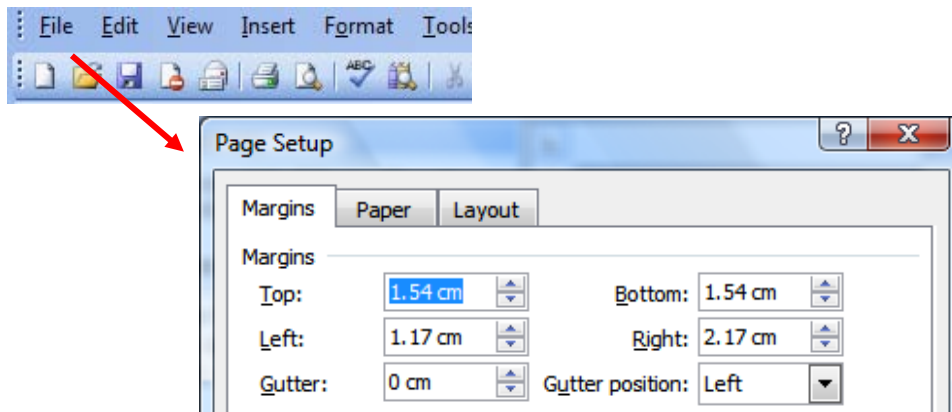 File Edit View Insert Format Tools
ABC
Page Setup
Margins Paper Layout
Margins
Top: 1.54 cm Bottom: 1.54 cm
Left: 1.17 cm Right: 2.17 cm
Gutter: 0 cm Gutter position: Left